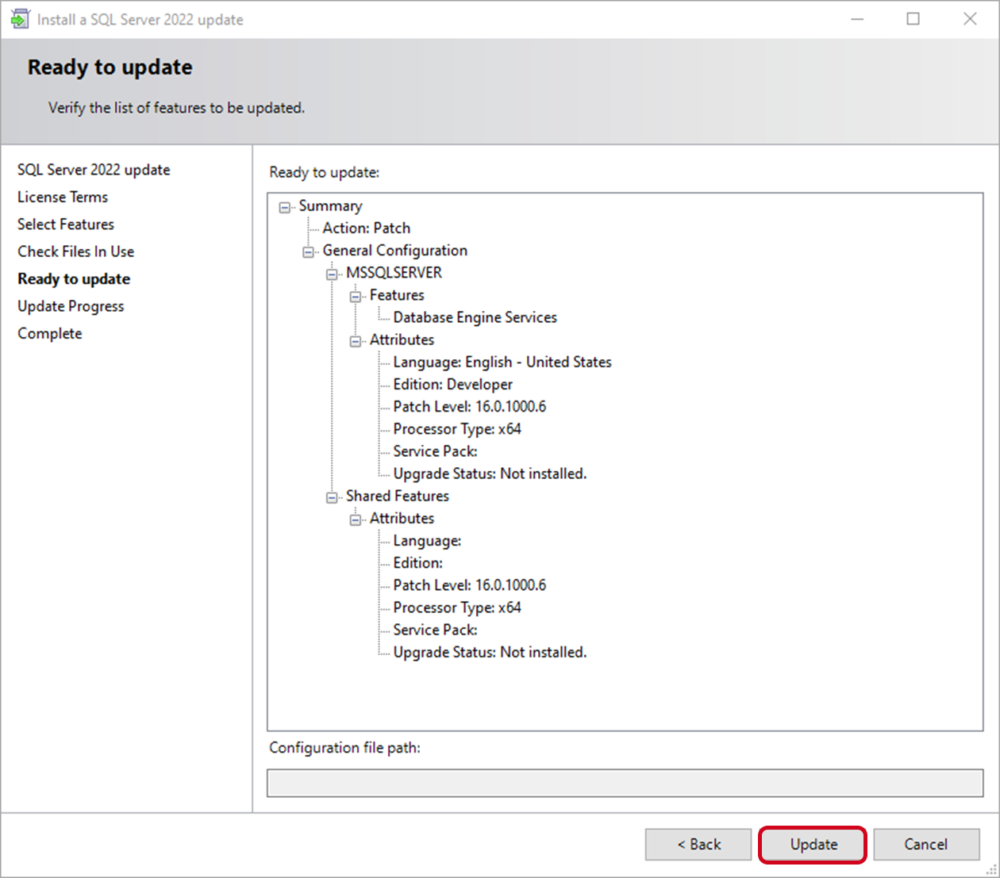 Install a SQL Server 2022 update
Ready to update
Verify the list of features to be updated.
SQL Server 2022 update
License Terms
Select Features
Check Files In Use
Ready to update
Update Progress
Complete
Ready to update:
Summary
Action: Patch
General Configuration
MSSQLSERVER
Features
Database Engine Services
Attributes
Language: English - United States
Edition: Developer
Patch Level: 16.0.1000.6
Processor Type: x64
Service Pack:
Upgrade Status: Not installed.
Shared Features
Attributes
Language:
Edition:
Patch Level: 16.0.1000.6
Processor Type: x64
Service Pack:
Upgrade Status: Not installed.
Configuration file path:
< Back
Update
Cancel